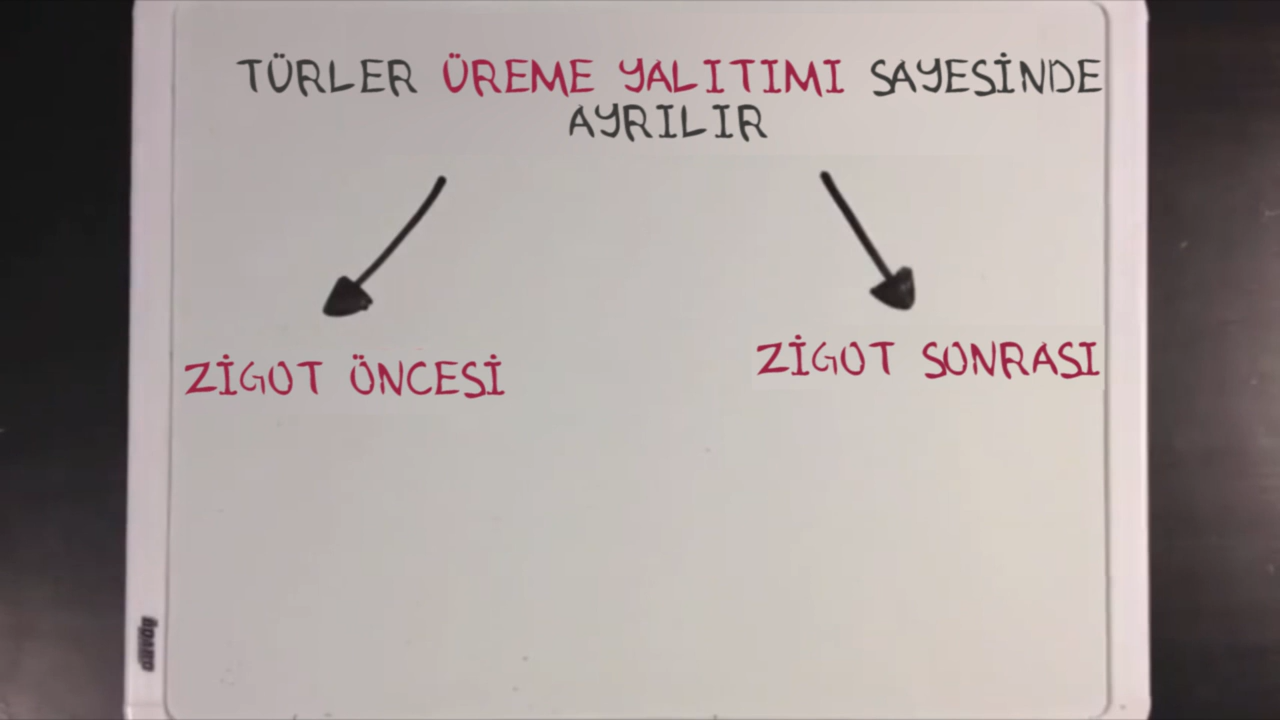 TÜRLER ÜREME YALITIMI SAYESİNDE
AYRILIR
ZİGOT ÖNCESİ
ZİGOT SONRASI